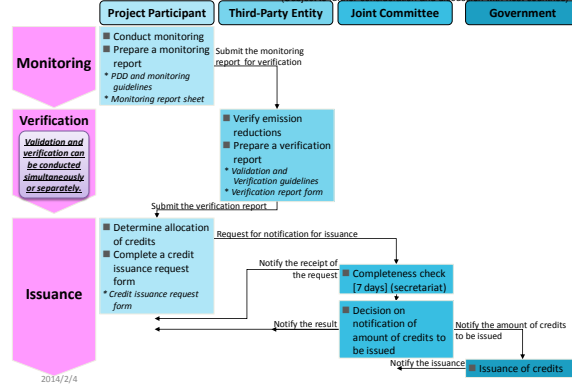 Project Participant
Third-Party Entity
Joint Committee
Government
Monitoring
■ Conduct monitoring
■ Prepare a monitoring
report
* PDD and monitoring
guidelines
* Monitoring report sheet
Submit the monitoring
report for verification
Verification
Validation and
verification can
be conducted
simultaneously
or separately.
■ Verify emission
reductions
■ Prepare a verification
report
* Validation and
Verification guidelines
* Verification report form
Submit the verification report
Issuance
■ Determine allocation
of credits
■ Complete a credit
issuance request
form
* Credit issuance request
form
Request for notification for issuance
Notify the receipt of
the request
■ Completeness check
[7 days] (secretariat)
■ Decision on
notification of
amount of credits to
be issued
Notify the result
Notify the amount of credits
to be issued
Notify the issuance
■ Issuance of credits
2014/2/4